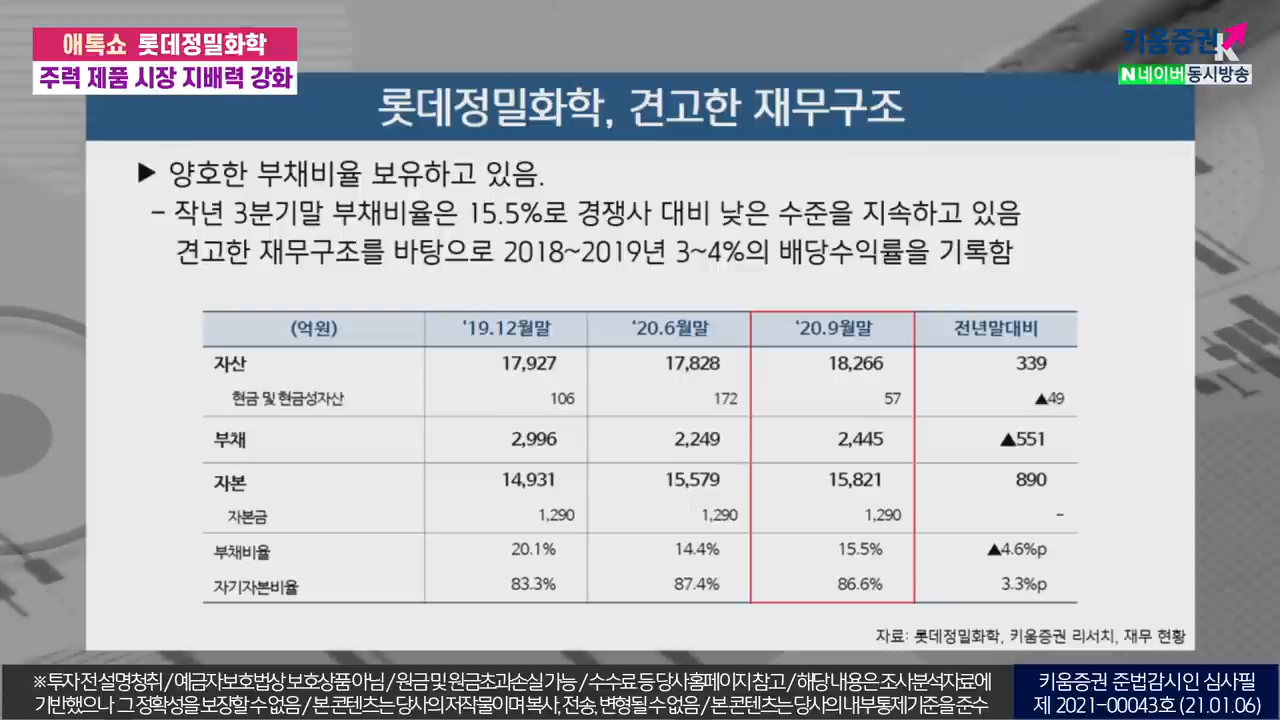 애톡쇼 롯데정밀화학
주력 제품 시장 지배력 강화
키움증권
K
N 네이버 동시방송
롯데정밀화학, 견고한 재무구조
▶ 양호한 부채비율 보유하고 있음.
- 작년 3분기말 부채비율은 15.5%로 경쟁사 대비 낮은 수준을 지속하고 있음
견고한 재무구조를 바탕으로 2018~2019년 3~4%의 배당수익률을 기록함
(억원) ‘19.12월말 ‘20.6월말 ‘20.9월말 전년말대비
자산 17,927 17,828 18,266 339
현금 및 현금성자산 106 172 57 ▲49
부채 2,996 2,249 2,445 ▲551
자본 14,931 15,579 15,821 890
자본금 1,290 1,290 1,290 -
부채비율 20.1% 14.4% 15.5% ▲4.6%p
자기자본비율 83.3% 87.4% 86.6% 3.3%p
자료: 롯데정밀화학, 키움증권 리서치, 재무 현황
※ 투자 전 설명청취 / 예금자보호법상 보호상품 아님 / 원금 및 원금초과손실 가능 / 수수료 등 당사홈페이지 참고 / 해당 내용은 조사분석자료에
기반했으나 그 정확성을 보장할 수 없음 / 본 콘텐츠는 당사의 저작물이며 복사, 전송, 변형될 수 없음 / 본 콘텐츠는 당사의 내부통제기준을 준수
키움증권 준법감시인 심사필
제 2021-00043호 (21.01.06)